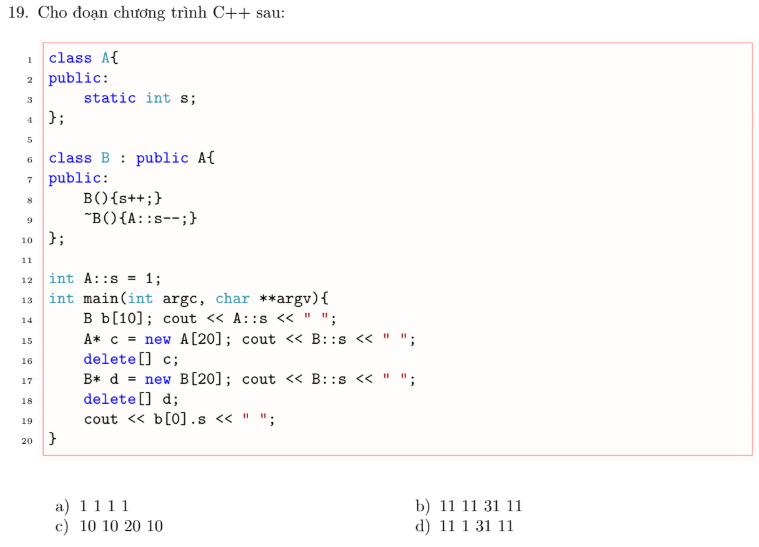 19. Cho đoạn chương trình C++ sau:
1 class A{
2 public:
3     static int s;
4 };
5
6 class B : public A{
7 public:
8     B(){s++;}
9     ~B(){A::s--;}
10 };
11
12 int A::s = 1;
13 int main(int argc, char **argv){
14     B b[10]; cout << A::s << " ";
15     A* c = new A[20]; cout << B::s << " ";
16     delete[] c;
17     B* d = new B[20]; cout << B::s << " ";
18     delete[] d;
19     cout << b[0].s << " ";
20 }
a) 1 1 1 1 b) 11 11 31 11
c) 10 10 20 10 d) 11 1 31 11